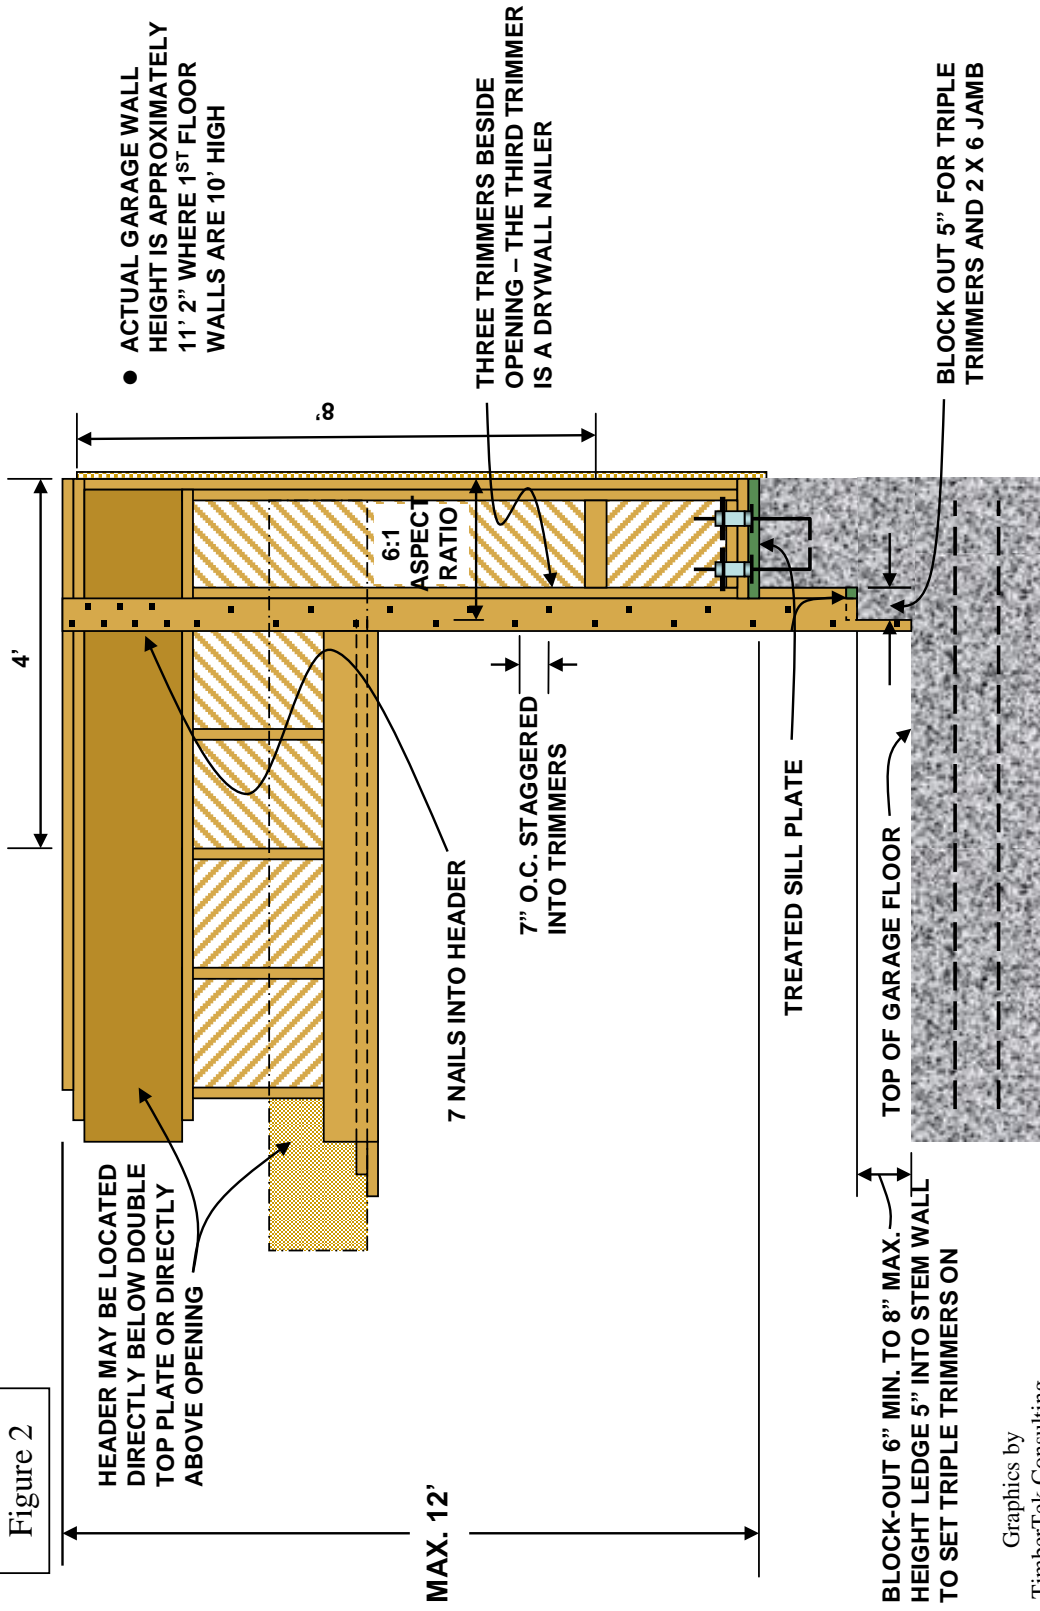 Figure 2
HEADER MAY BE LOCATED
DIRECTLY BELOW DOUBLE
TOP PLATE OR DIRECTLY
ABOVE OPENING
4'
● ACTUAL GARAGE WALL
HEIGHT IS APPROXIMATELY
11' 2” WHERE 1ST FLOOR
WALLS ARE 10' HIGH
8'
6:1
ASPECT
RATIO
MAX. 12'
7 NAILS INTO HEADER
7” O.C. STAGGERED
INTO TRIMMERS
THREE TRIMMERS BESIDE
OPENING – THE THIRD TRIMMER
IS A DRYWALL NAILER
TREATED SILL PLATE
TOP OF GARAGE FLOOR
BLOCK-OUT 6” MIN. TO 8” MAX.
HEIGHT LEDGE 5” INTO STEM WALL
TO SET TRIPLE TRIMMERS ON
BLOCK OUT 5” FOR TRIPLE
TRIMMERS AND 2 X 6 JAMB
Graphics by
TimberTek Consulting